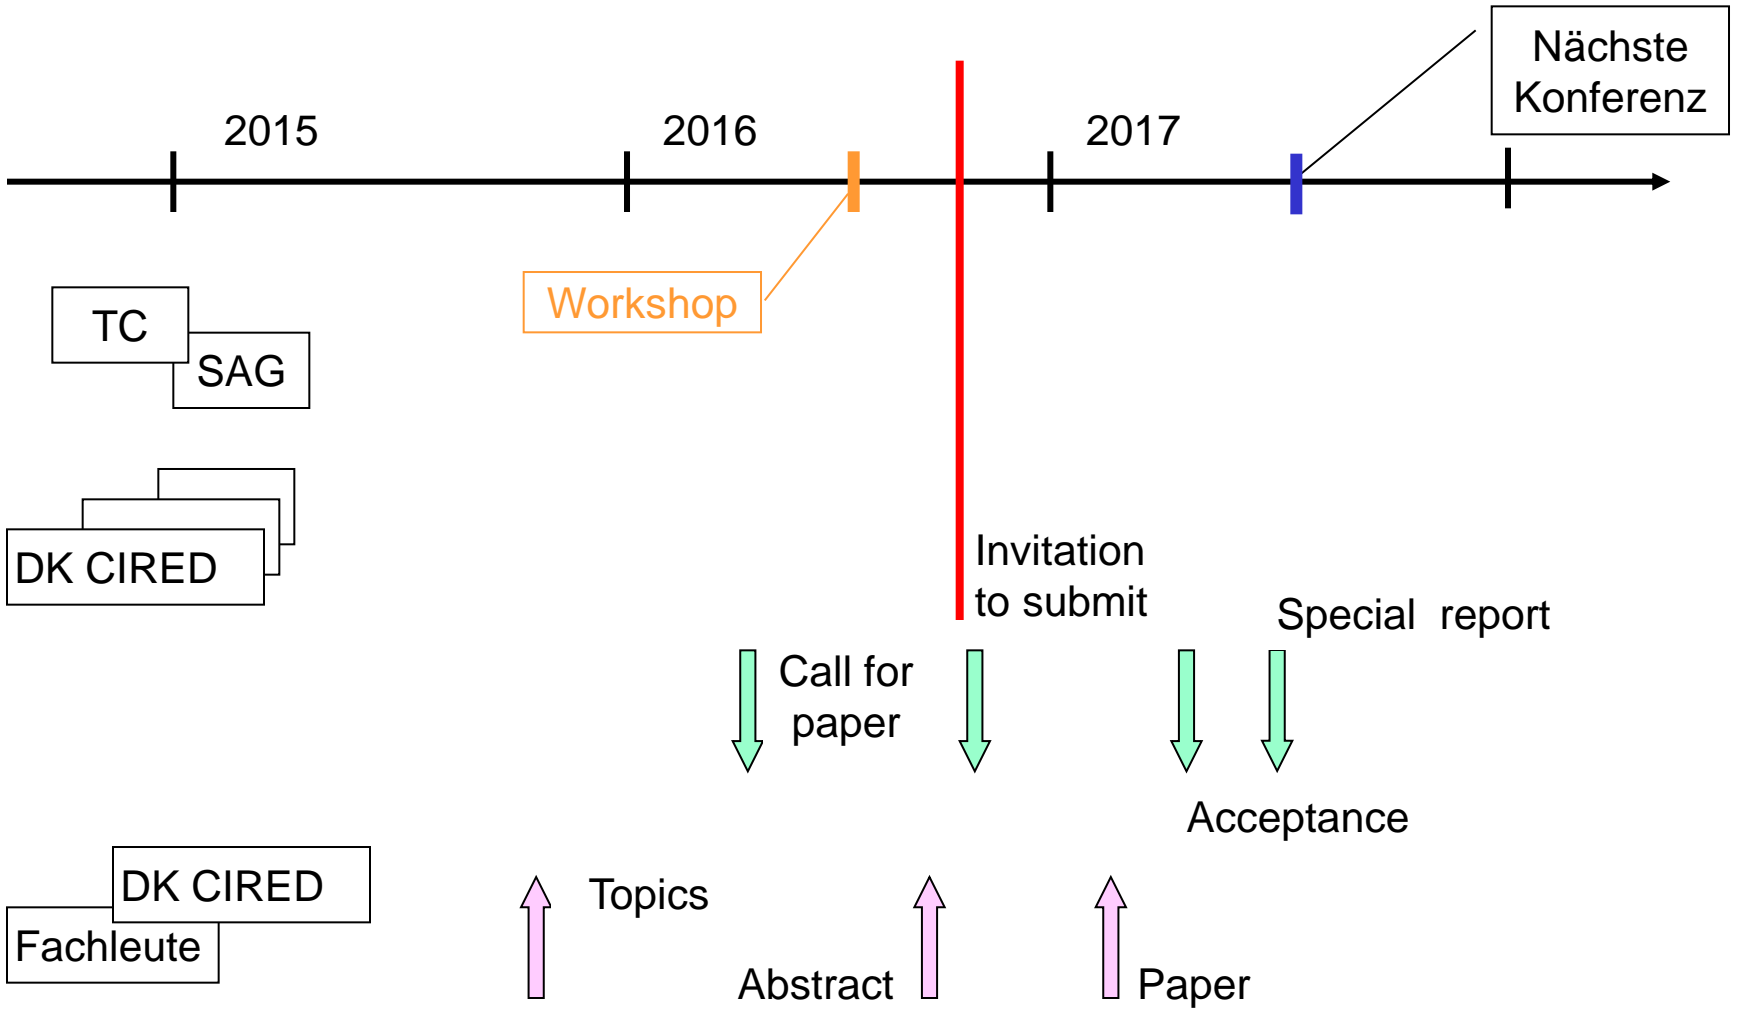 Nächste
Konferenz
2015
2016
2017
Workshop
TC
SAG
DK CIRED
Invitation
to submit
Special report
Call for
paper
Acceptance
DK CIRED
Topics
Fachleute
Abstract
Paper